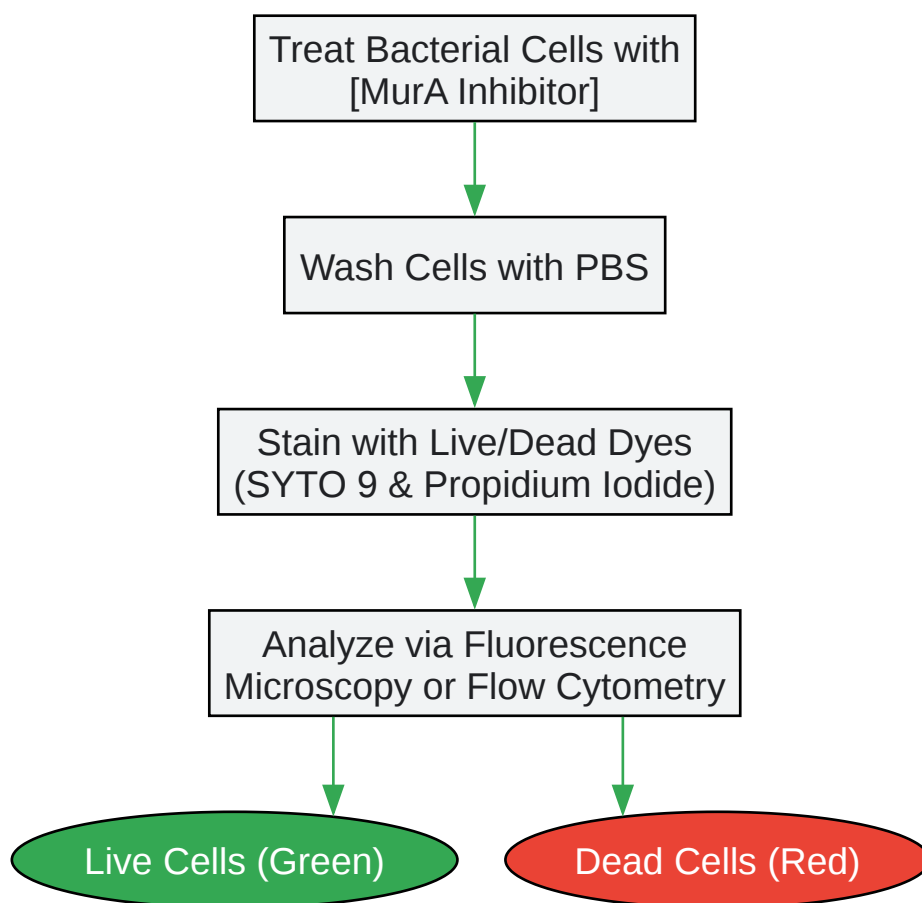 Treat Bacterial Cells with
[MurA Inhibitor]
Wash Cells with PBS
Stain with Live/Dead Dyes
(SYTO 9 & Propidium Iodide)
Analyze via Fluorescence
Microscopy or Flow Cytometry
Live Cells (Green)
Dead Cells (Red)